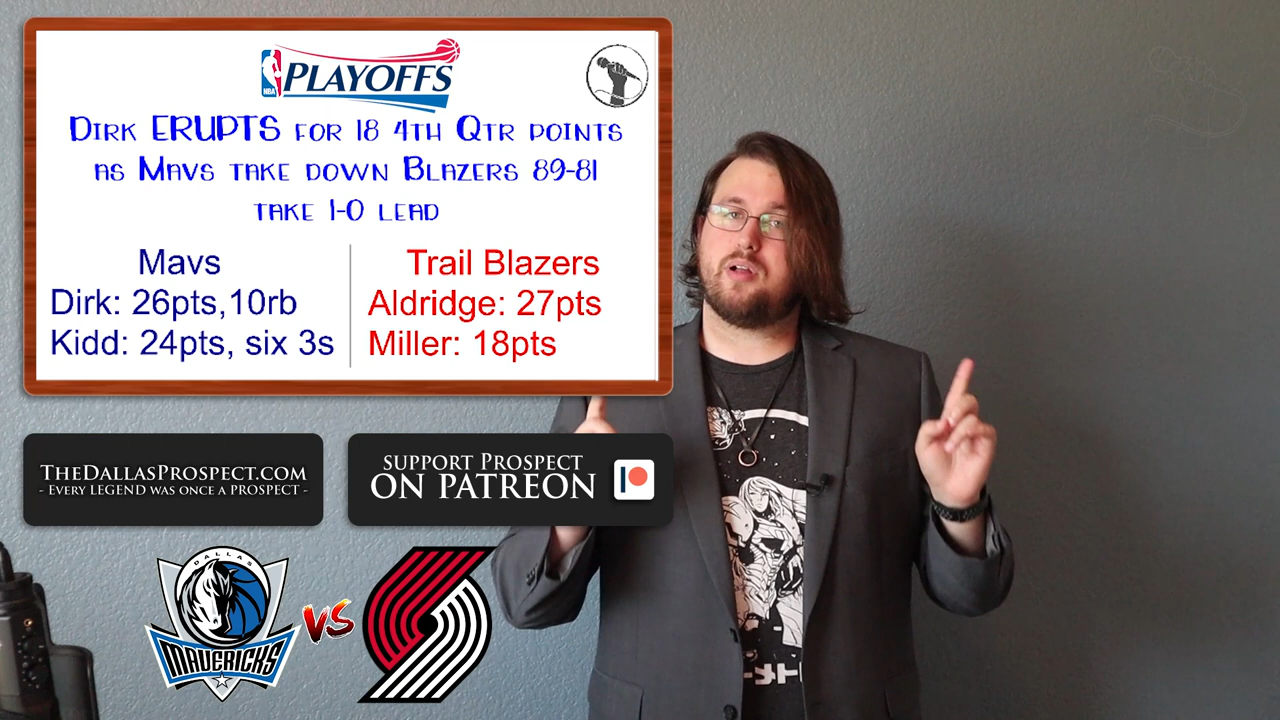 NBA
PLAYOFFS
DIRK ERUPTS FOR 18 4TH QTR POINTS
AS MAVS TAKE DOWN BLAZERS 89-81
TAKE 1-0 LEAD
Mavs
Dirk: 26pts,10rb
Kidd: 24pts, six 3s
Trail Blazers
Aldridge: 27pts
Miller: 18pts
THEDALLASPROSPECT.COM
- EVERY LEGEND WAS ONCE A PROSPECT -
SUPPORT PROSPECT
ON PATREON
DALLAS
MAVERICKS
VS